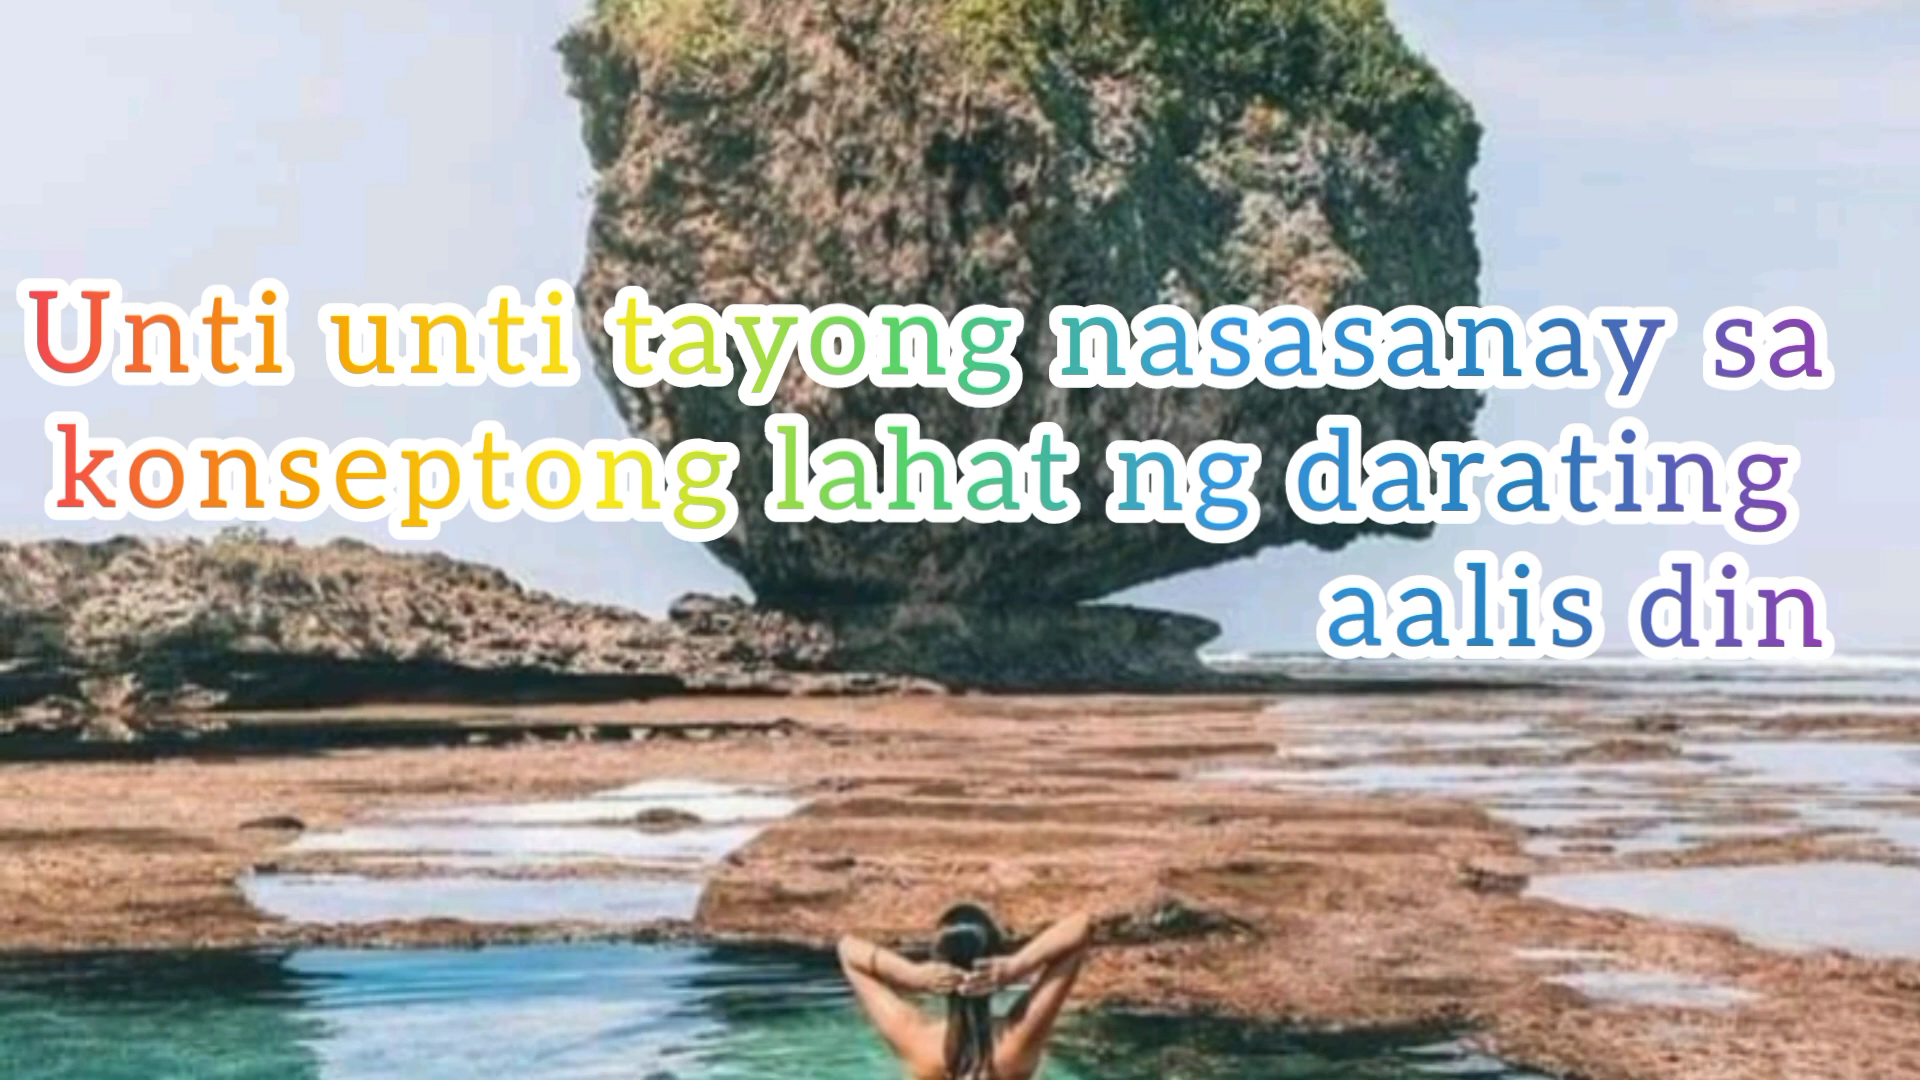 Unti unti tayong nasasanay sa
konseptong lahat ng darating
aalis din